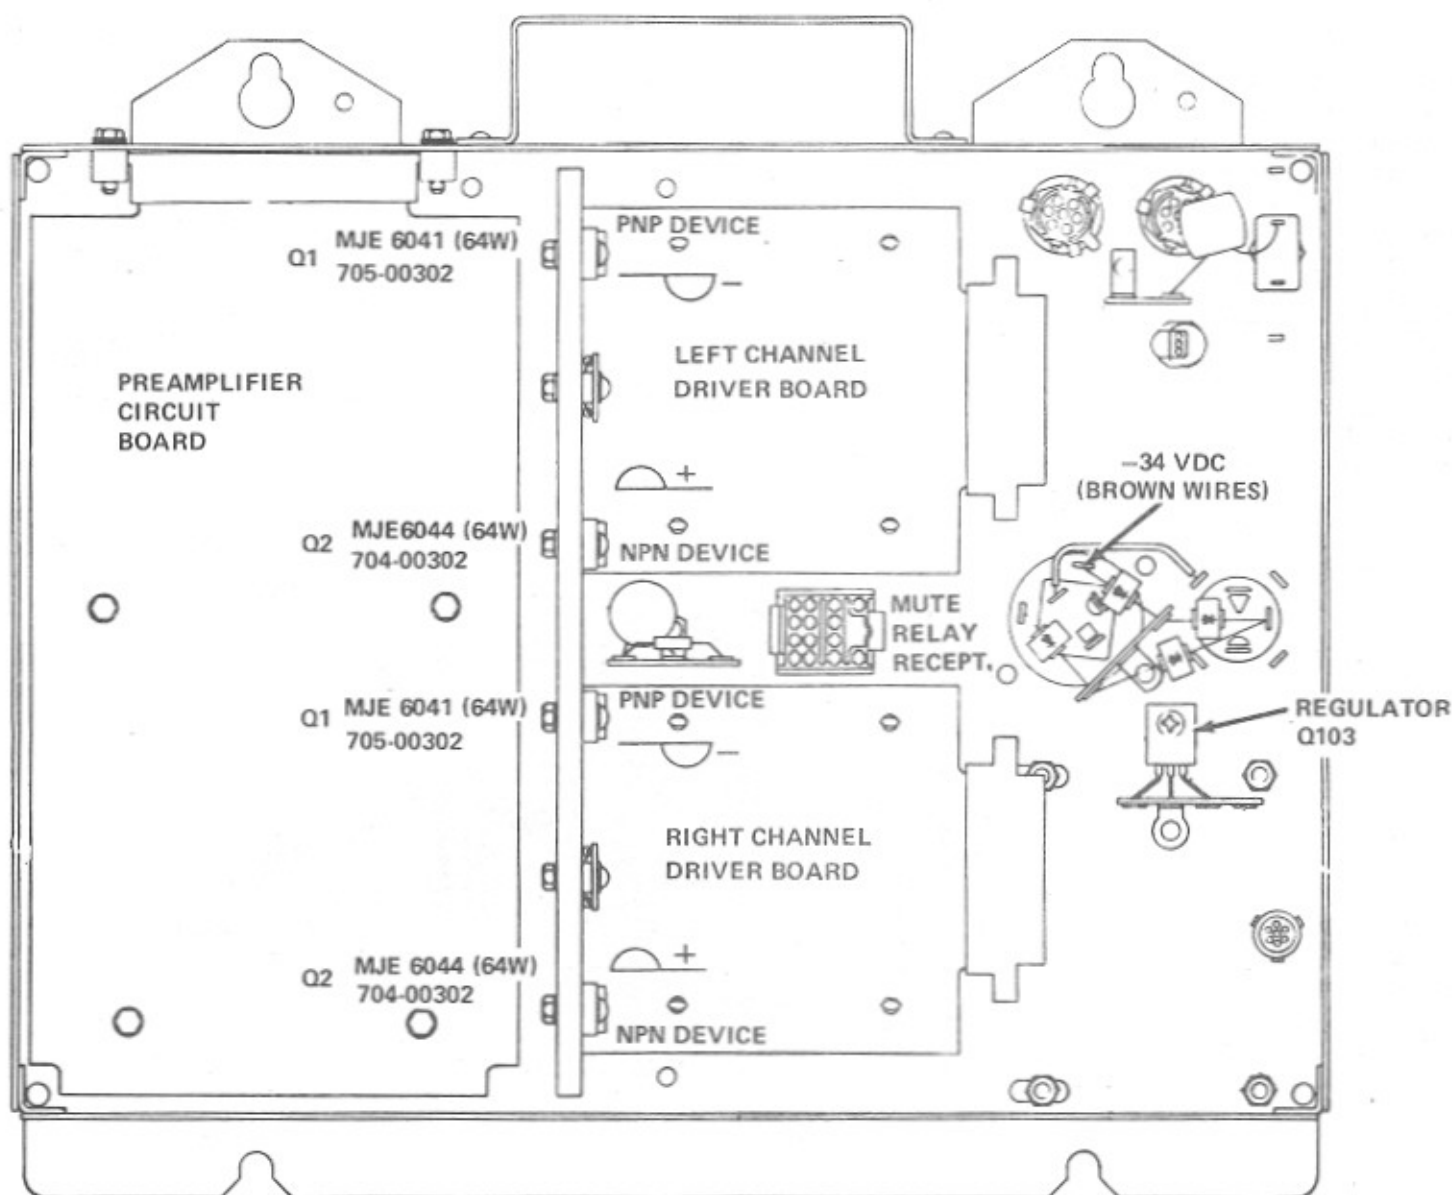 PNP DEVICE
Q1 MJE 6041 (64W)
705-00302
–
LEFT CHANNEL
DRIVER BOARD
PREAMPLIFIER
CIRCUIT
BOARD
+
–34 VDC
(BROWN WIRES)
Q2 MJE6044 (64W)
704-00302
NPN DEVICE
MUTE
RELAY
RECEPT.
PNP DEVICE
Q1 MJE 6041 (64W)
705-00302
–
REGULATOR
Q103
RIGHT CHANNEL
DRIVER BOARD
+
Q2 MJE 6044 (64W)
704-00302
NPN DEVICE